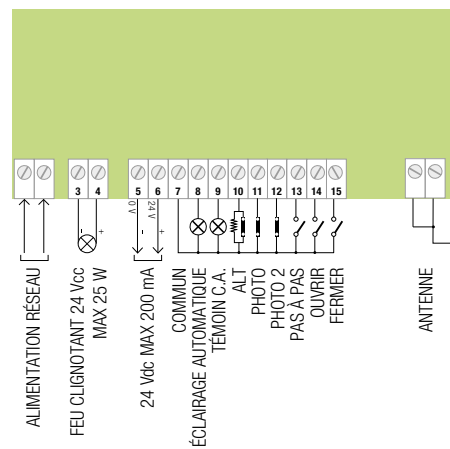 3 4 5 6 7 8 9 10 11 12 13 14 15
0 V
24 V
- +
- +
ALIMENTATION RÉSEAU
FEU CLIGNOTANT 24 Vcc
MAX 25 W
24 Vdc MAX 200 mA
COMMUN
ÉCLAIRAGE AUTOMATIQUE
TÉMOIN C.A.
ALT
PHOTO
PHOTO 2
PAS À PAS
OUVRIR
FERMER
ANTENNE